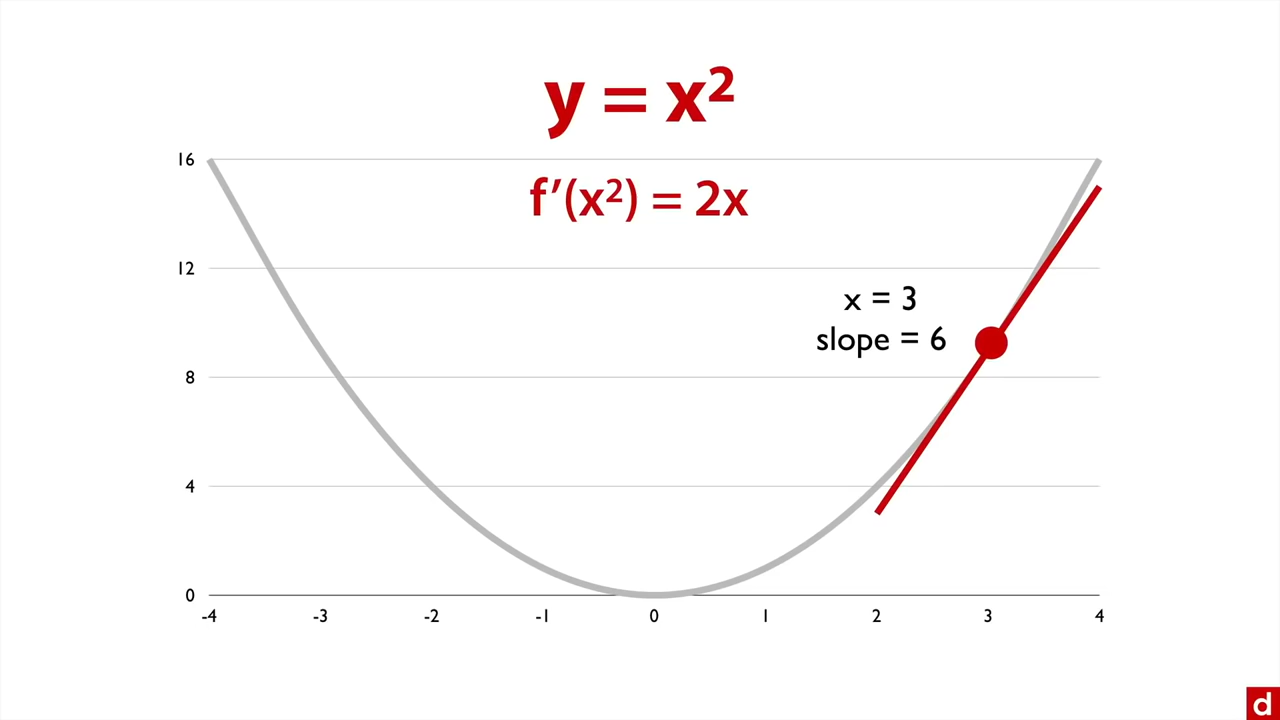 y = x²
16
f′(x²) = 2x
12
x = 3
slope = 6
8
4
0
-4 -3 -2 -1 0 1 2 3 4
d